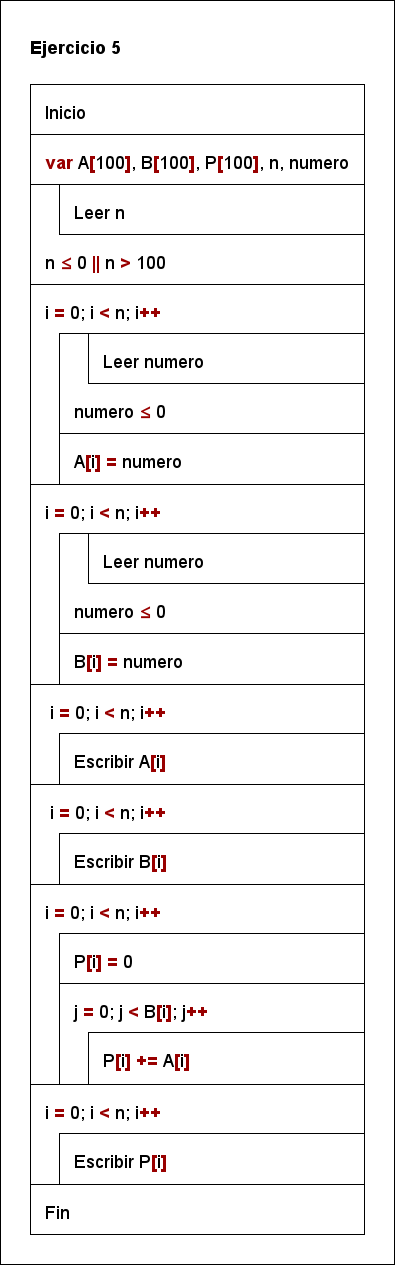 Ejercicio 5
Inicio
var A[100], B[100], P[100], n, numero
Leer n
n ≤ 0 || n > 100
i = 0; i < n; i++
Leer numero
numero ≤ 0
A[i] = numero
i = 0; i < n; i++
Leer numero
numero ≤ 0
B[i] = numero
i = 0; i < n; i++
Escribir A[i]
i = 0; i < n; i++
Escribir B[i]
i = 0; i < n; i++
P[i] = 0
j = 0; j < B[i]; j++
P[i] += A[i]
i = 0; i < n; i++
Escribir P[i]
Fin